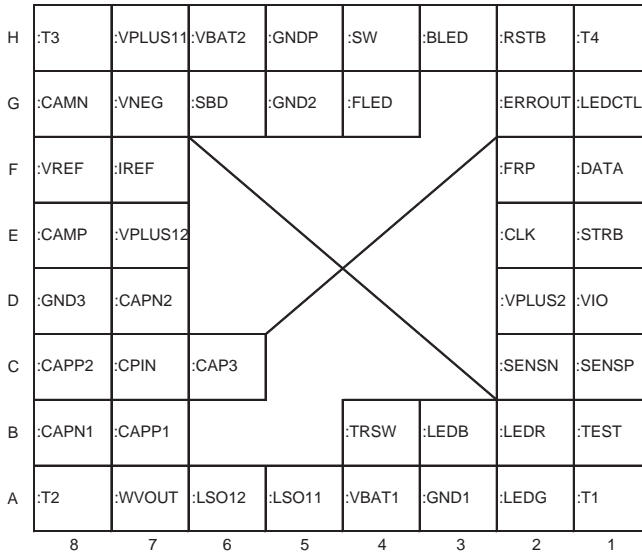 H :T3 :VPLUS11 :VBAT2 :GNDP :SW :BLED :RSTB :T4
G :CAMN :VNEG :SBD :GND2 :FLED :ERROUT :LEDCTL
F :VREF :IREF :FRP :DATA
E :CAMP :VPLUS12 :CLK :STRB
D :GND3 :CAPN2 :VPLUS2 :VIO
C :CAPP2 :CPIN :CAP3 :SENSN :SENSP
B :CAPN1 :CAPP1 :TRSW :LEDB :LEDR :TEST
A :T2 :WVOUT :LSO12 :LSO11 :VBAT1 :GND1 :LEDG :T1
8 7 6 5 4 3 2 1